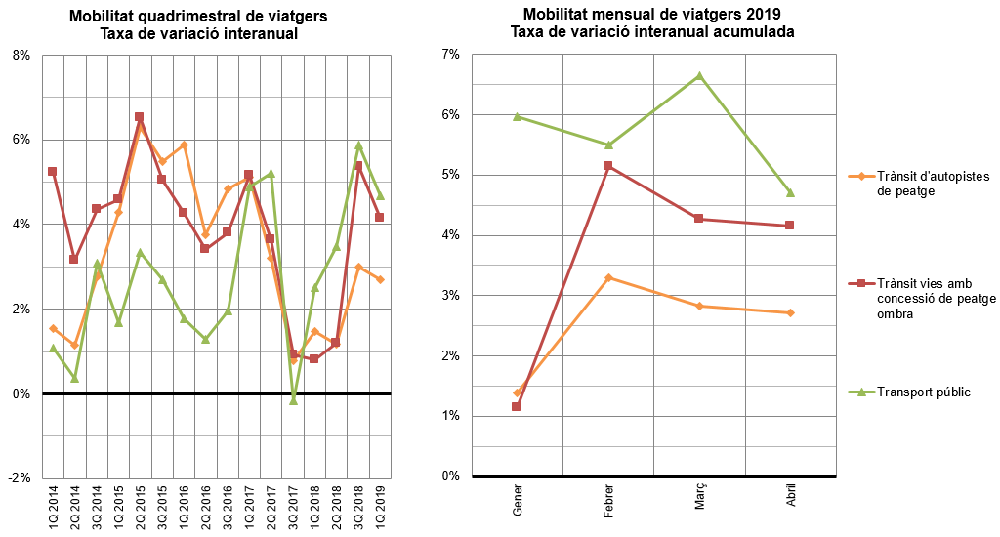 Mobilitat quadrimestral de viatgers
Taxa de variació interanual
8%
6%
4%
2%
0%
-2%
1Q 2014
2Q 2014
3Q 2014
1Q 2015
2Q 2015
3Q 2015
1Q 2016
2Q 2016
3Q 2016
1Q 2017
2Q 2017
3Q 2017
1Q 2018
2Q 2018
3Q 2018
1Q 2019
Mobilitat mensual de viatgers 2019
Taxa de variació interanual acumulada
7%
6%
5%
4%
3%
2%
1%
0%
Gener
Febrer
Març
Abril
Trànsit d'autopistes
de peatge
Trànsit vies amb
concessió de peatge
ombra
Transport públic